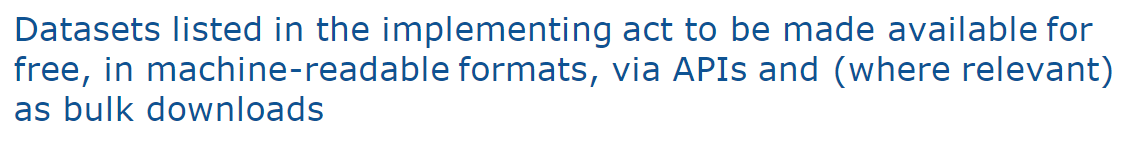 Datasets listed in the implementing act to be made available for
free, in machine-readable formats, via APIs and (where relevant)
as bulk downloads